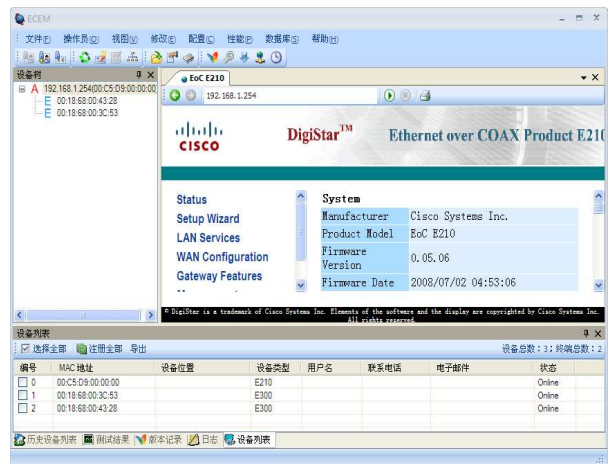 ECEM
文件(F) 操作员(O) 视图(V) 修改(E) 配置(C) 性能(P) 数据库(S) 帮助(H)
设备树
A 192.168.1.254(00:C5:D9:00:00:00
E 00:18:68:00:43:28
E 00:18:68:00:3C:53
EoC E210
192.168.1.254
CISCO
DigiStar™ Ethernet over COAX Product E210
Status
Setup Wizard
LAN Services
WAN Configuration
Gateway Features
System
Manufacturer Cisco Systems Inc.
Product Model EoC E210
Firmware Version 0.05.06
Firmware Date 2008/07/02 04:53:06
® DigiStar is a trademark of Cisco Systems Inc. Elements of the software and the display are copyrighted by Cisco Systems Inc.
All rights reserved.
设备列表
选择全部 注册全部 导出 设备总数：3；终端总数：2
编号 MAC 地址 设备位置 设备类型 用户名 联系电话 电子邮件 状态
0 00:C5:D9:00:00:00 E210 Online
1 00:18:68:00:3C:53 E300 Online
2 00:18:68:00:43:28 E300 Online
历史设备列表 测试结果 版本记录 日志 设备列表